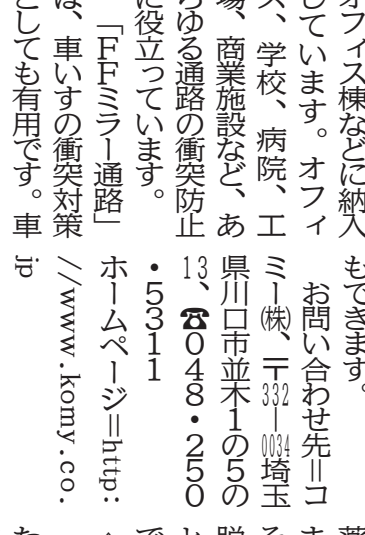 オフィス棟などに納入
しています。オフィ
ス、学校、病院、工
場、商業施設など、あ
らゆる通路の衝突防止
に役立っています。
「ＦＦミラー通路」
は、車いすの衝突対策
としても有用です。車
もできます。
お問い合わせ先＝コ
ミー㈱、〒332―0034埼玉
県川口市並木１の５の
13、☎０４８・２５０
・５３１１
ホームページ＝http:
//www.komy.co.
jp